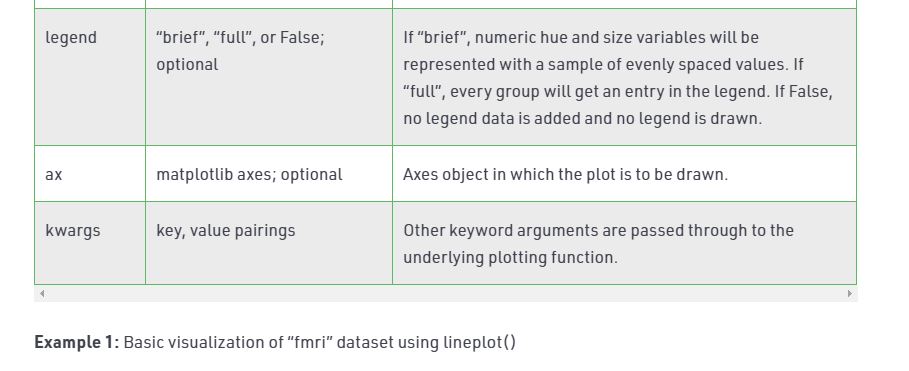 legend
“brief”, “full”, or False;
optional
If “brief”, numeric hue and size variables will be
represented with a sample of evenly spaced values. If
“full”, every group will get an entry in the legend. If False,
no legend data is added and no legend is drawn.
ax
matplotlib axes; optional
Axes object in which the plot is to be drawn.
kwargs
key, value pairings
Other keyword arguments are passed through to the
underlying plotting function.
Example 1: Basic visualization of “fmri” dataset using lineplot()